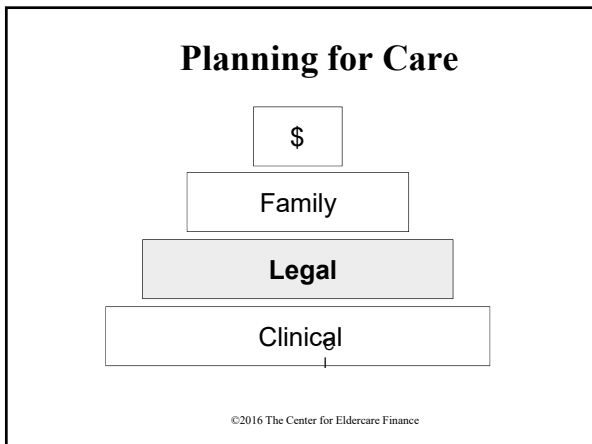 Planning for Care
$
Family
Legal
Clinical
©2016 The Center for Eldercare Finance